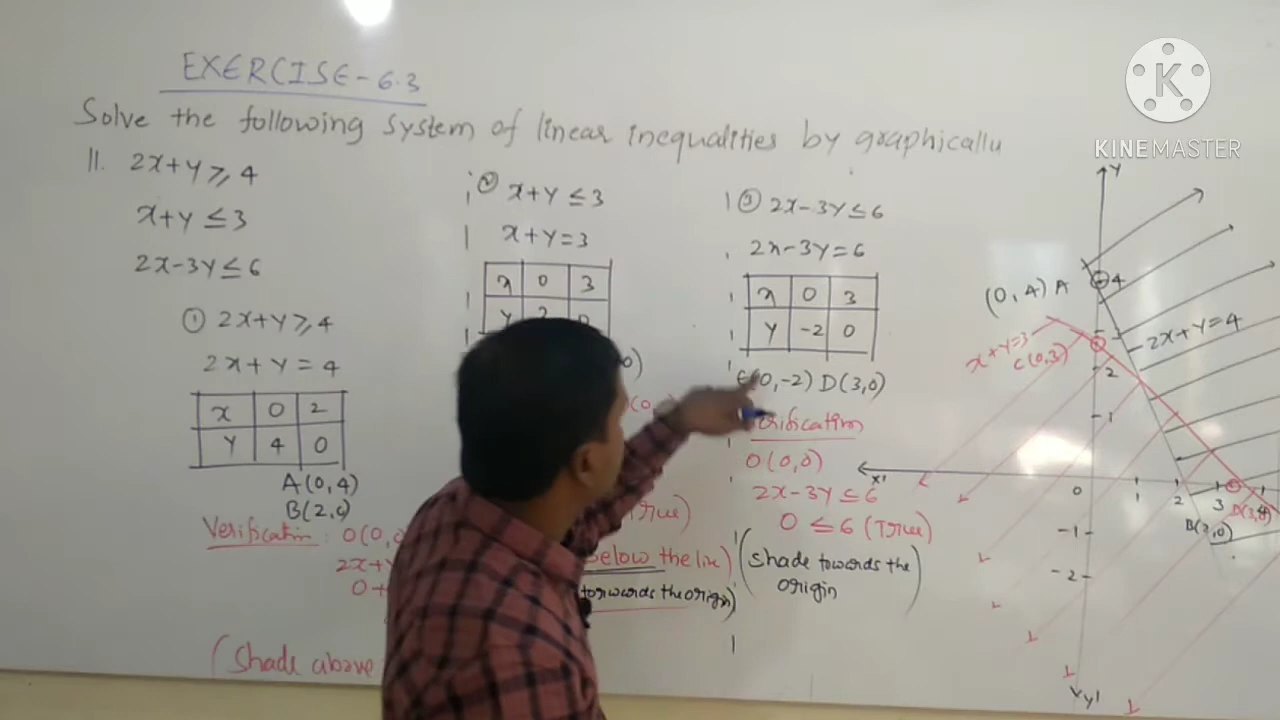 EXERCISE-6.3
Solve the following system of linear inequalities by graphically
11. 2x+y≥4
x+y≤3
2x-3y≤6
① 2x+y≥4
2x+y=4
x 0 2
y 4 0
A(0,4)
B(2,0)
Verification: O(0,
2x+y
0+
(Shade above
② x+y≤3
x+y=3
x 0 3
True)
below the line)
torwards the origin)
③ 2x-3y≤6
2x-3y=6
x 0 3
y -2 0
(0,-2) D(3,0)
Verification
O(0,0)
2x-3y≤6
0≤6 (True)
(Shade towards the
origin)
K
KINEMASTER
Y
(0,4) A
4
2x+y=4
x+y=3
C(0,3)
2
1
X'
0
1
2
3
B(2,0)
-1
-2
Y'